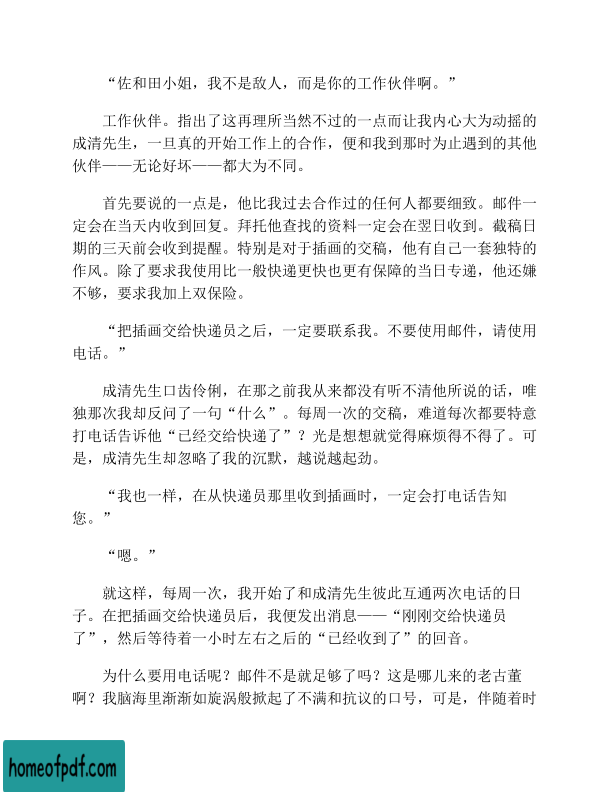 “佐和田小姐，我不是敌人，而是你的工作伙伴啊。”
工作伙伴。指出了这再理所当然不过的一点而让我内心大为动摇的
成清先生，一旦真的开始工作上的合作，便和我到那时为止遇到的其他
伙伴——无论好坏——都大为不同。
首先要说的一点是，他比我过去合作过的任何人都要细致。邮件一
定会在当天内收到回复。拜托他查找的资料一定会在翌日收到。截稿日
期的三天前会收到提醒。特别是对于插画的交稿，他有自己一套独特的
作风。除了要求我使用比一般快递更快也更有保障的当日专递，他还嫌
不够，要求我加上双保险。
“把插画交给快递员之后，一定要联系我。不要使用邮件，请使用
电话。”
成清先生口齿伶俐，在那之前我从来都没有听不清他所说的话，唯
独那次我却反问了一句“什么”。每周一次的交稿，难道每次都要特意
打电话告诉他“已经交给快递了”？光是想想就觉得麻烦得不得了。可
是，成清先生却忽略了我的沉默，越说越起劲。
“我也一样，在从快递员那里收到插画时，一定会打电话告知
您。”
“嗯。”
就这样，每周一次，我开始了和成清先生彼此互通两次电话的日
子。在把插画交给快递员后，我便发出消息——“刚刚交给快递员
了”，然后等待着一小时左右之后的“已经收到了”的回音。
为什么要用电话呢？邮件不是就足够了吗？这是哪儿来的老古董
啊？我脑海里渐渐如旋涡般掀起了不满和抗议的口号，可是，伴随着时
homeofpdf.com